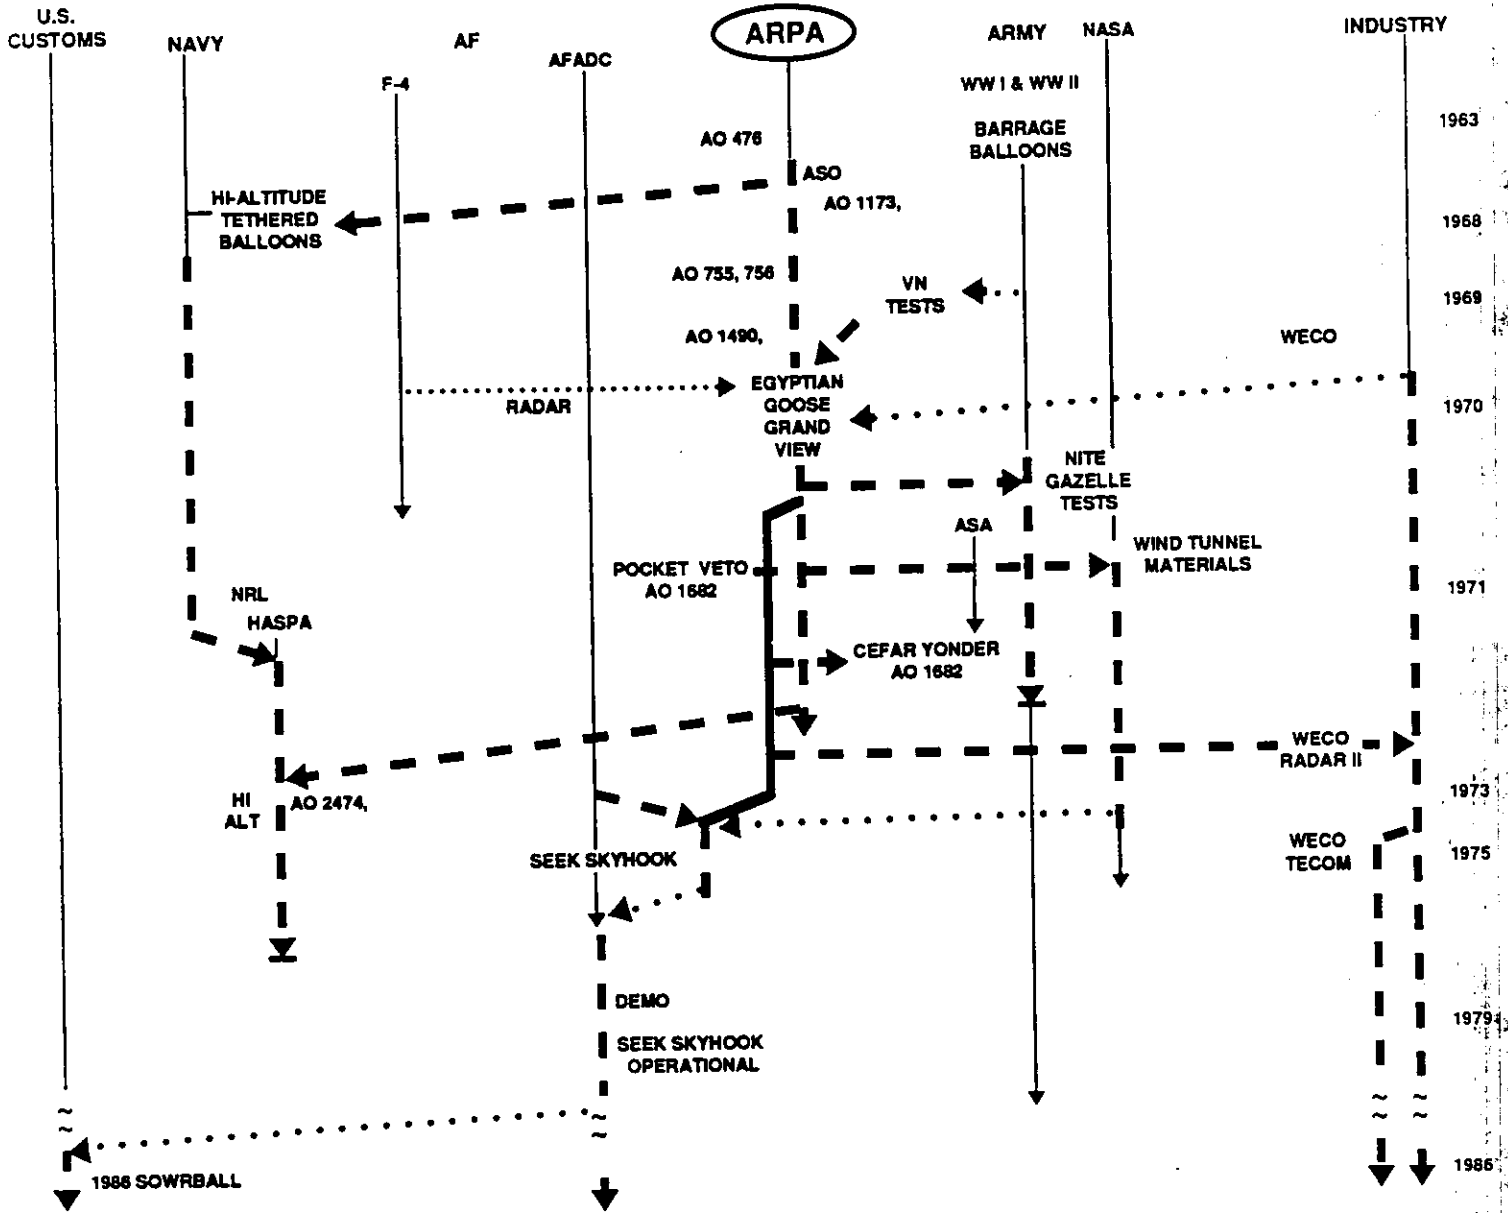 U.S.
CUSTOMS
NAVY
AF
F-4
AFADC
ARPA
ARMY
NASA
INDUSTRY
WW I & WW II
BARRAGE
BALLOONS
1963
AO 476
ASO
AO 1173,
HI-ALTITUDE
TETHERED
BALLOONS
1968
AO 755, 756
VN
TESTS
1969
AO 1490,
WECO
RADAR
EGYPTIAN
GOOSE
GRAND
VIEW
1970
NITE
GAZELLE
TESTS
ASA
WIND TUNNEL
MATERIALS
POCKET VETO
AO 1682
1971
NRL
HASPA
CEFAR YONDER
AO 1682
WECO
RADAR II
HI
ALT
AO 2474,
1973
SEEK SKYHOOK
WECO
TECOM
1975
DEMO
1979
SEEK SKYHOOK
OPERATIONAL
~ ~ ~ ~
~ ~ ~ ~
1986 SOWRBALL
1986